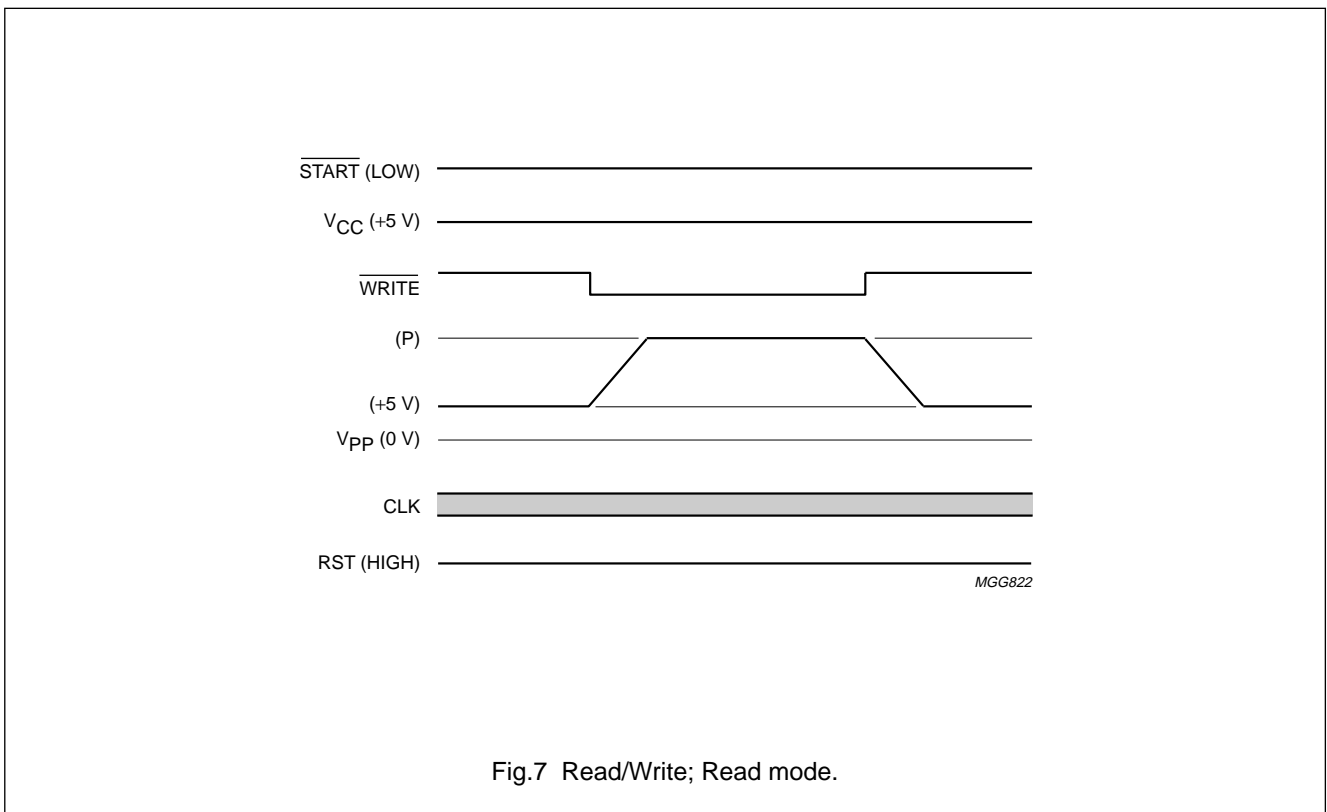 START (LOW)
VCC (+5 V)
WRITE
(P)
(+5 V)
VPP (0 V)
CLK
RST (HIGH)
MGG822
Fig.7 Read/Write; Read mode.